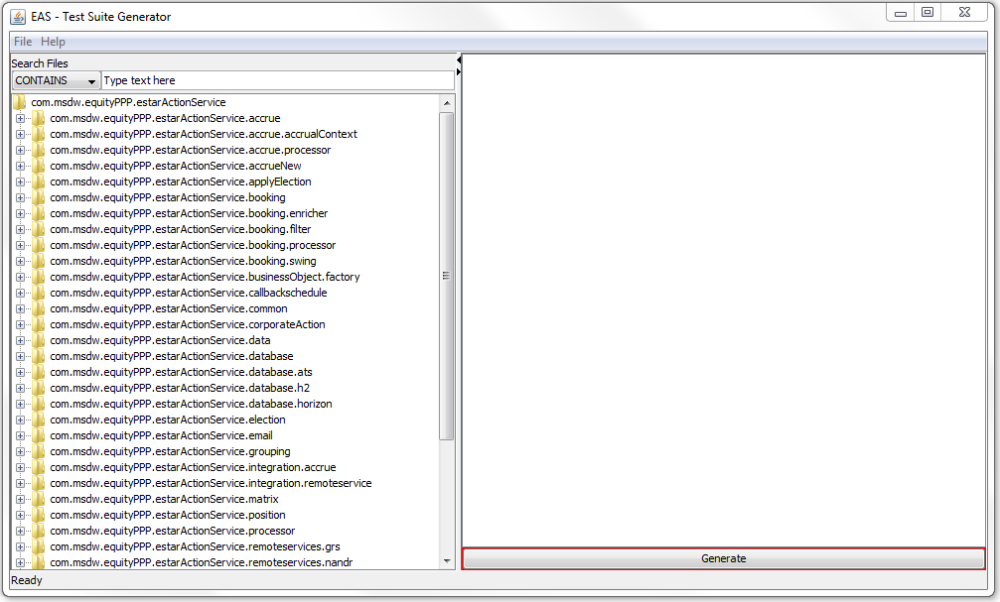 EAS - Test Suite Generator
File Help
Search Files
CONTAINS Type text here
com.msdw.equityPPP.estarActionService
com.msdw.equityPPP.estarActionService.accrue
com.msdw.equityPPP.estarActionService.accrue.accrualContext
com.msdw.equityPPP.estarActionService.accrue.processor
com.msdw.equityPPP.estarActionService.accrueNew
com.msdw.equityPPP.estarActionService.applyElection
com.msdw.equityPPP.estarActionService.booking
com.msdw.equityPPP.estarActionService.booking.enricher
com.msdw.equityPPP.estarActionService.booking.filter
com.msdw.equityPPP.estarActionService.booking.processor
com.msdw.equityPPP.estarActionService.booking.swing
com.msdw.equityPPP.estarActionService.businessObject.factory
com.msdw.equityPPP.estarActionService.callbackschedule
com.msdw.equityPPP.estarActionService.common
com.msdw.equityPPP.estarActionService.corporateAction
com.msdw.equityPPP.estarActionService.data
com.msdw.equityPPP.estarActionService.database
com.msdw.equityPPP.estarActionService.database.ats
com.msdw.equityPPP.estarActionService.database.h2
com.msdw.equityPPP.estarActionService.database.horizon
com.msdw.equityPPP.estarActionService.election
com.msdw.equityPPP.estarActionService.email
com.msdw.equityPPP.estarActionService.grouping
com.msdw.equityPPP.estarActionService.integration.accrue
com.msdw.equityPPP.estarActionService.integration.remoteservice
com.msdw.equityPPP.estarActionService.matrix
com.msdw.equityPPP.estarActionService.position
com.msdw.equityPPP.estarActionService.processor
com.msdw.equityPPP.estarActionService.remoteservices.grs
com.msdw.equityPPP.estarActionService.remoteservices.nandr
Generate
Ready